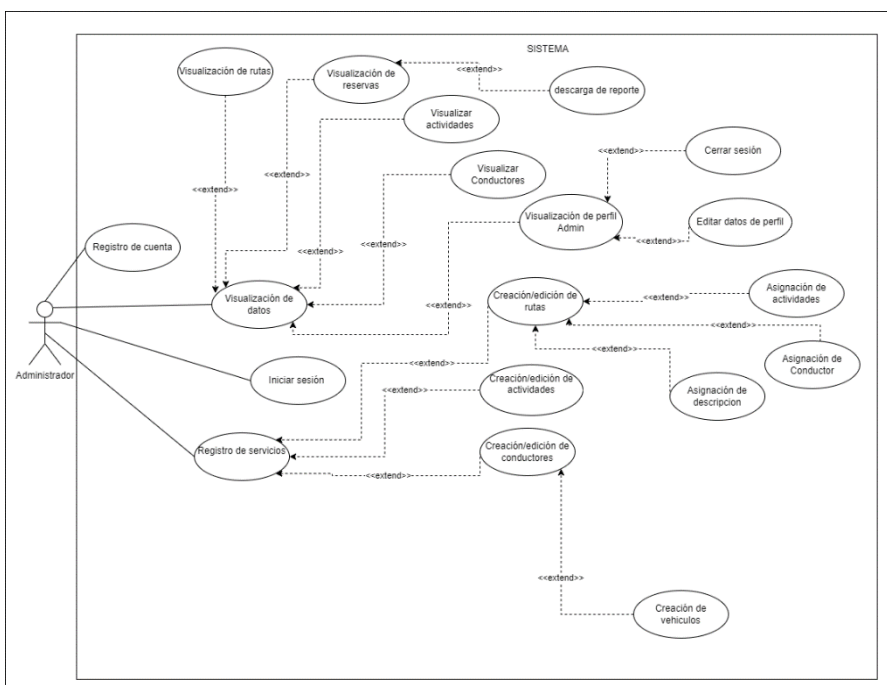 SISTEMA
Visualización de rutas
Visualización de
reservas
<<extend>>
descarga de reporte
Visualizar
actividades
Cerrar sesión
<<extend>>
Visualizar
Conductores
<<extend>>
<<extend>>
Visualización de perfil
Admin
Editar datos de perfil
<<extend>>
Registro de cuenta
<<extend>>
<<extend>>
<<extend>>
Visualización de
datos
Creación/edición de
rutas
Asignación de
actividades
<<extend>>
<<extend>>
<<extend>>
Administrador
Iniciar sesión
<<extend>>
<<extend>>
Asignación de
Conductor
Creación/edición de
actividades
<<extend>>
Asignación de
descripcion
Registro de servicios
Creación/edición de
conductores
<<extend>>
<<extend>>
Creación de
vehiculos